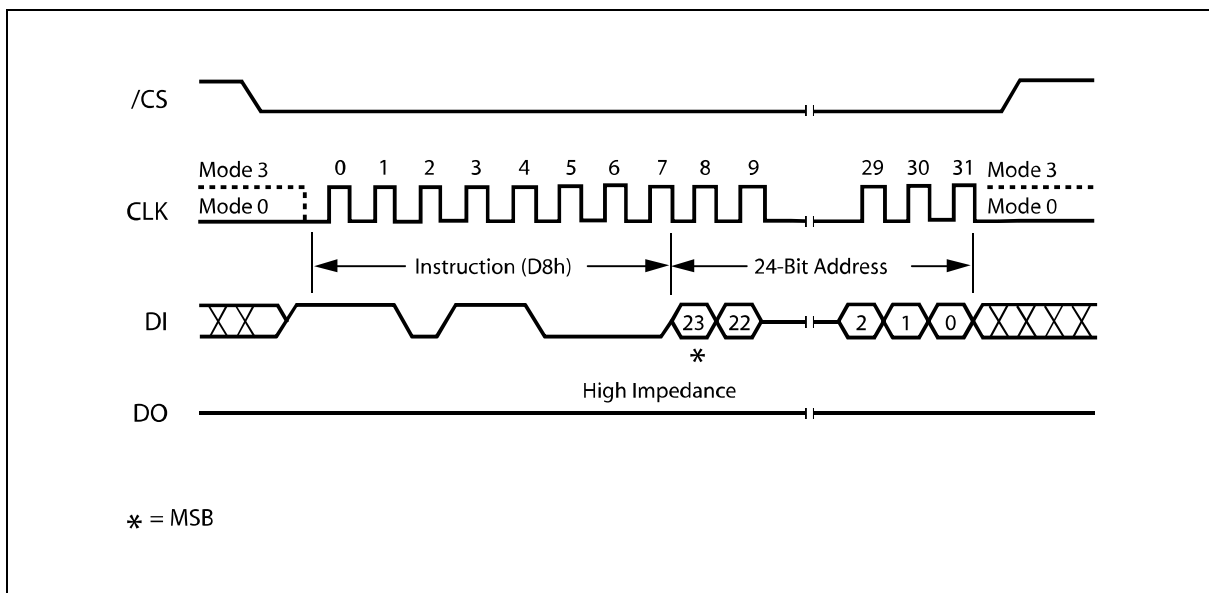 /CS
0 1 2 3 4 5 6 7 8 9 29 30 31
Mode 3 Mode 3
CLK Mode 0 Mode 0
Instruction (D8h) 24-Bit Address
DI 23 22 2 1 0
*
High Impedance
DO
* = MSB